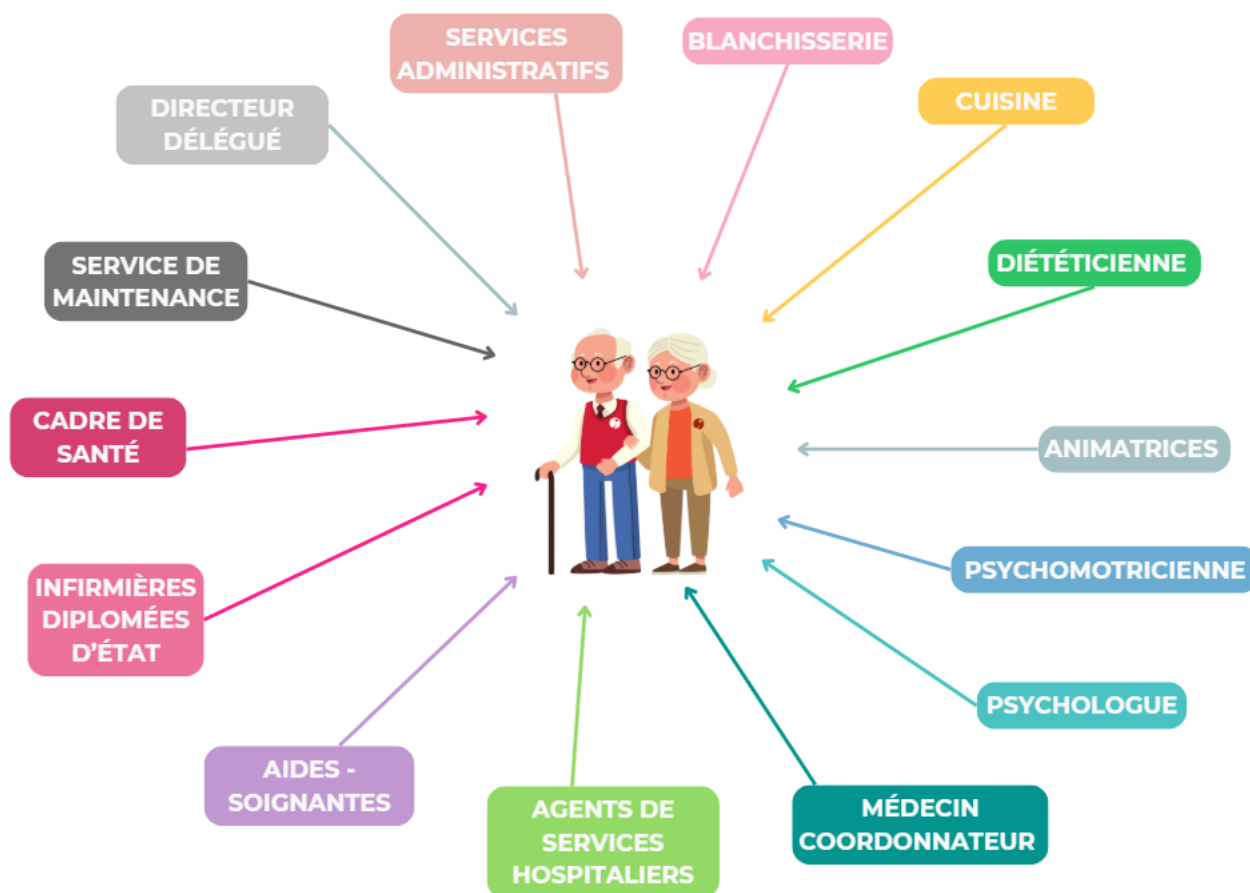 SERVICES
ADMINISTRATIFS
BLANCHISSERIE
CUISINE
DIRECTEUR
DÉLÉGUÉ
SERVICE DE
MAINTENANCE
DIÉTÉTICIENNE
CADRE DE
SANTÉ
ANIMATRICES
INFIRMIÈRES
DIPLOMÉES
D’ÉTAT
PSYCHOMOTRICIENNE
PSYCHOLOGUE
AIDES -
SOIGNANTES
AGENTS DE
SERVICES
HOSPITALIERS
MÉDECIN
COORDONNATEUR